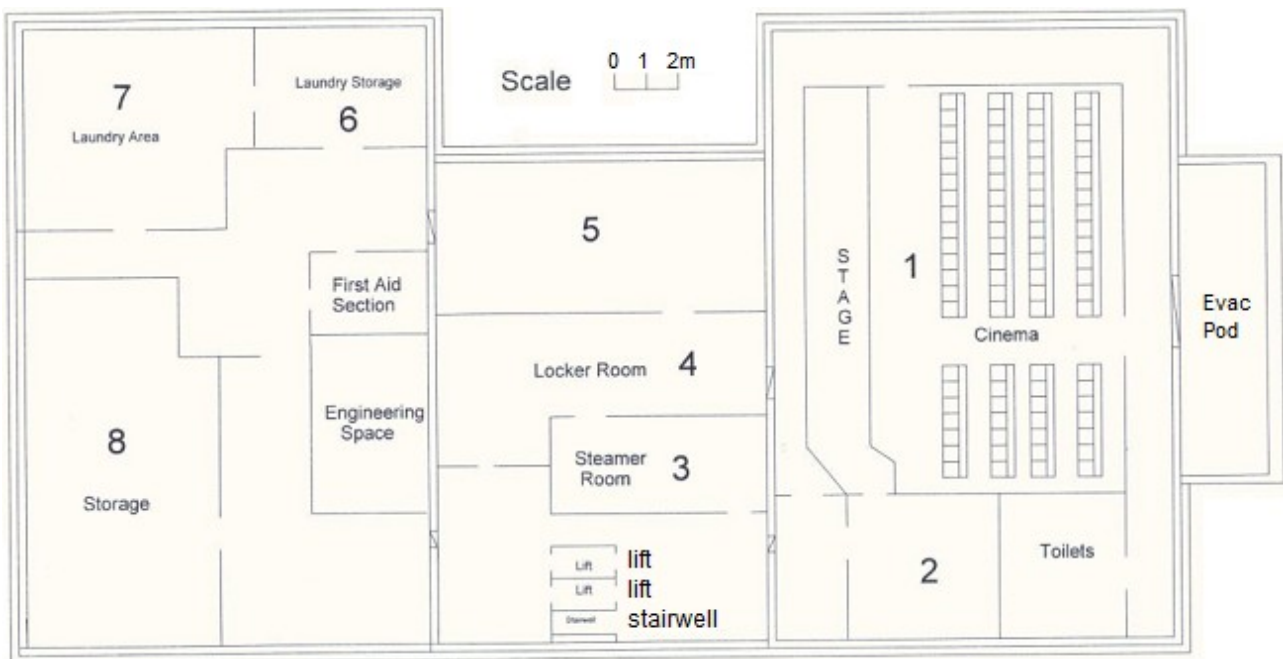 7
Laundry Area
Laundry Storage
6
Scale
0 1 2m
5
First Aid
Section
Locker Room 4
Engineering
Space
Steamer
Room
3
8
Storage
Lift lift
Lift lift
Stairwell stairwell
STAGE
1
Cinema
Evac
Pod
2
Toilets